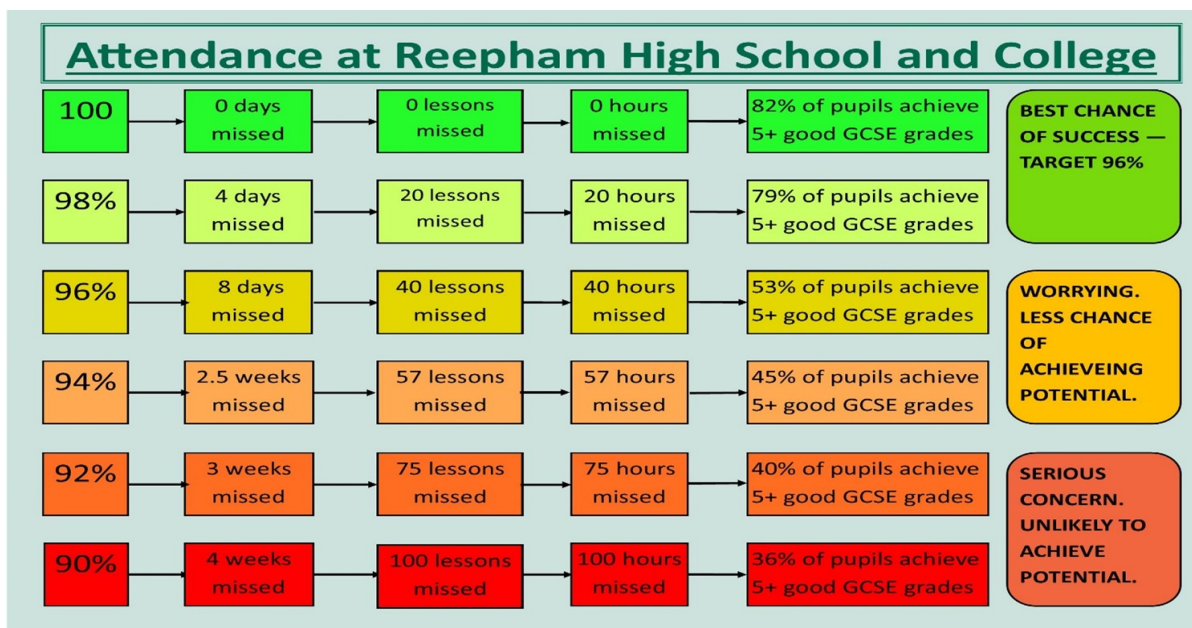 Attendance at Reepham High School and College
100
0 days
missed
0 lessons
missed
0 hours
missed
82% of pupils achieve
5+ good GCSE grades
BEST CHANCE
OF SUCCESS —
TARGET 96%
98%
4 days
missed
20 lessons
missed
20 hours
missed
79% of pupils achieve
5+ good GCSE grades
96%
8 days
missed
40 lessons
missed
40 hours
missed
53% of pupils achieve
5+ good GCSE grades
WORRYING.
LESS CHANCE
OF
ACHIEVEING
POTENTIAL.
94%
2.5 weeks
missed
57 lessons
missed
57 hours
missed
45% of pupils achieve
5+ good GCSE grades
92%
3 weeks
missed
75 lessons
missed
75 hours
missed
40% of pupils achieve
5+ good GCSE grades
SERIOUS
CONCERN.
UNLIKELY TO
ACHIEVE
POTENTIAL.
90%
4 weeks
missed
100 lessons
missed
100 hours
missed
36% of pupils achieve
5+ good GCSE grades